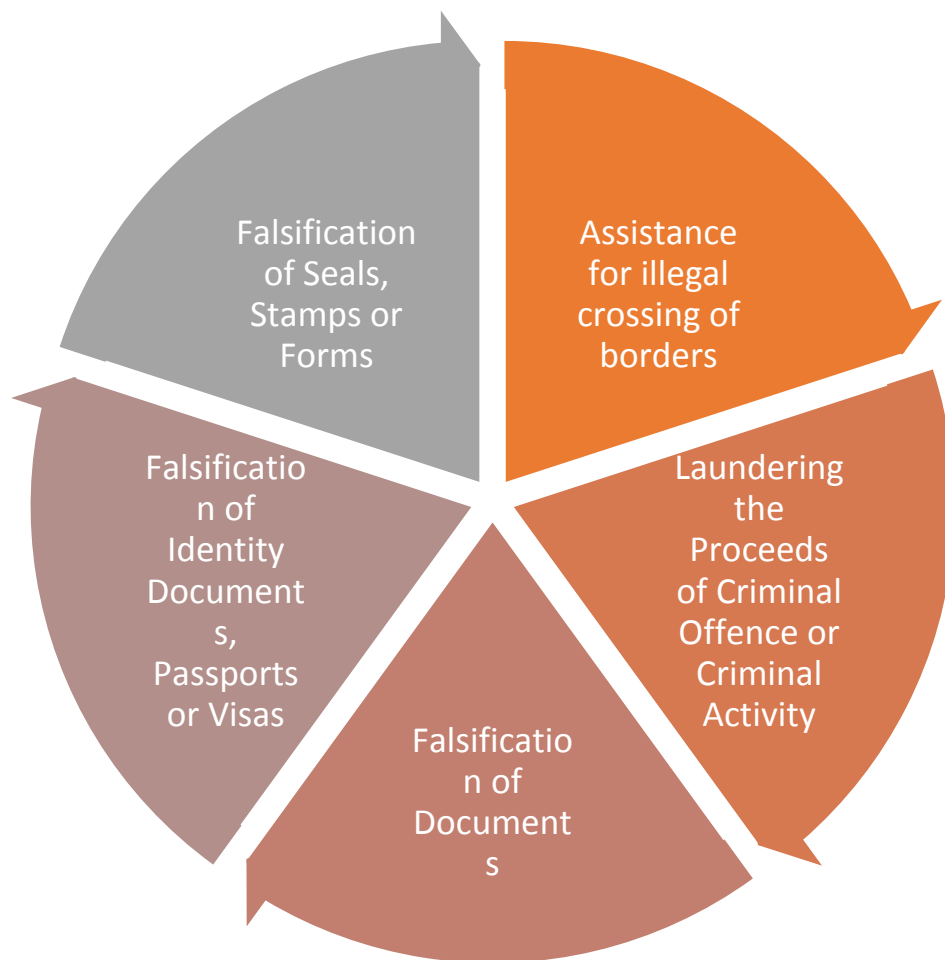 Assistance
for illegal
crossing of
borders
Laundering
the
Proceeds
of Criminal
Offence or
Criminal
Activity
Falsificatio
n of
Document
s
Falsificatio
n of
Identity
Document
s,
Passports
or Visas
Falsification
of Seals,
Stamps or
Forms